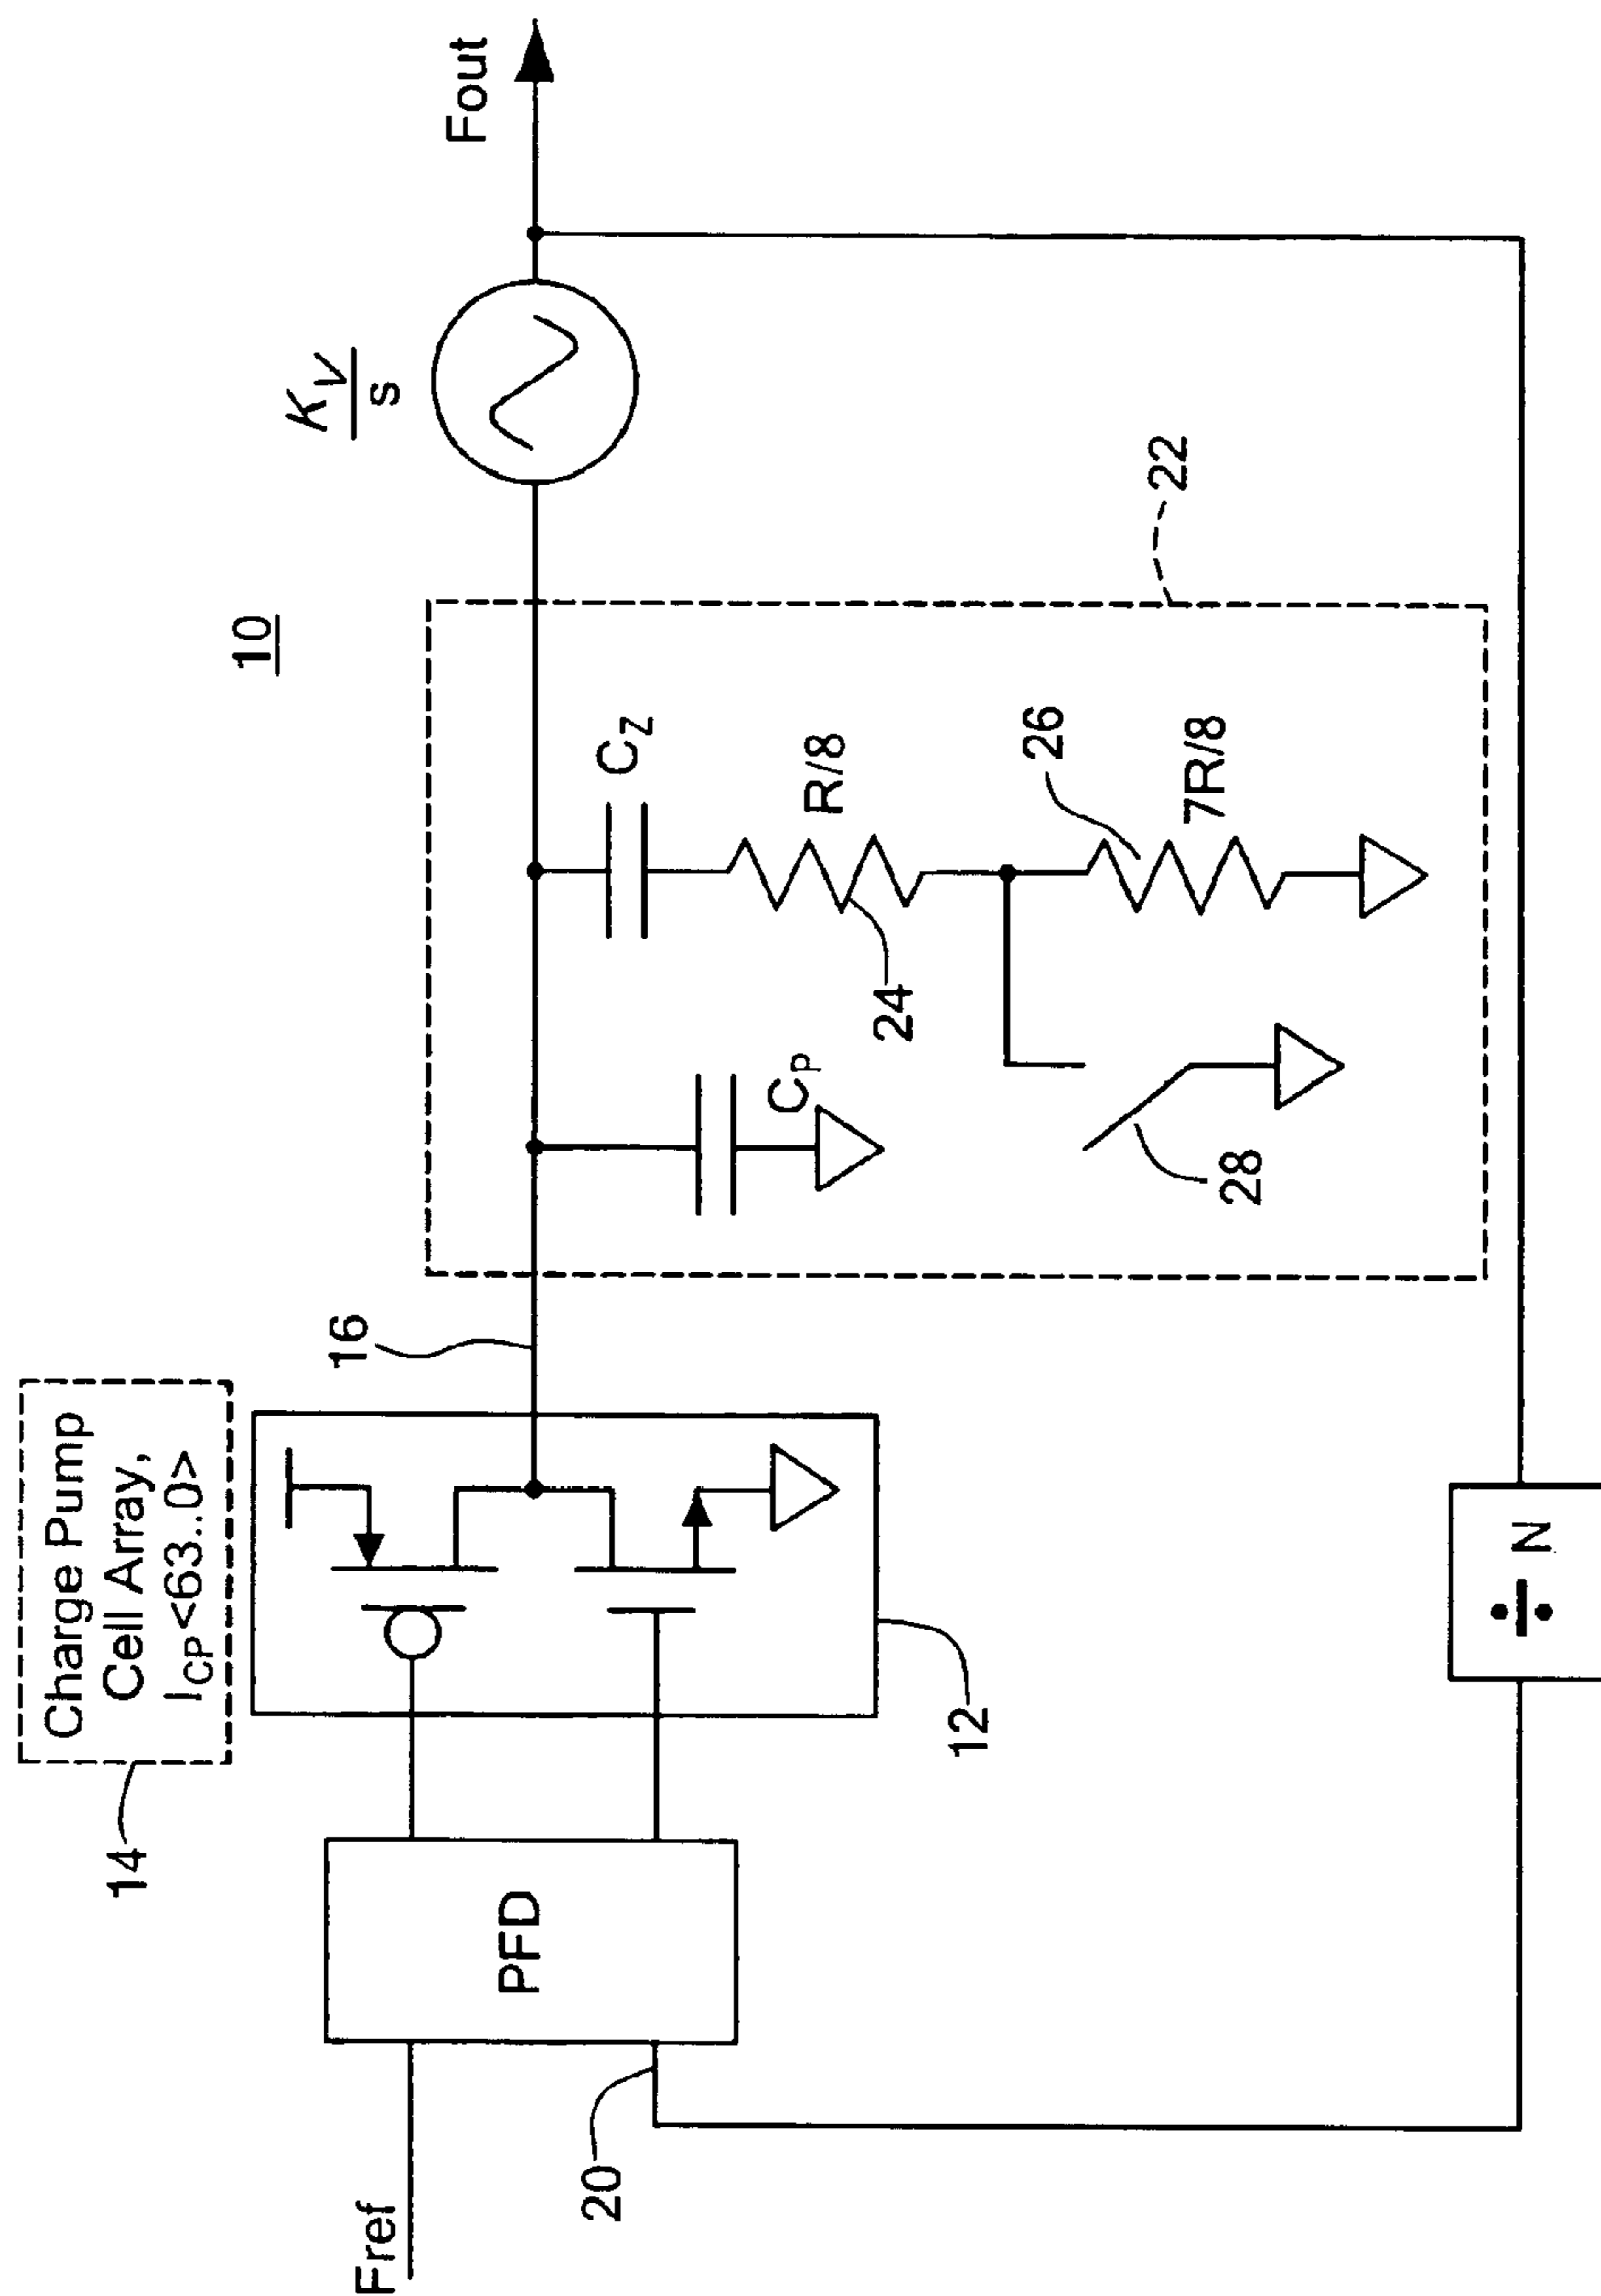 10
14
Charge Pump
Cell Array,
I_CP<63..0>
16
K_V
s
Fout
Fref
PFD
20
12
C_P
C_Z
R/8
24
26
7R/8
28
22
÷ N